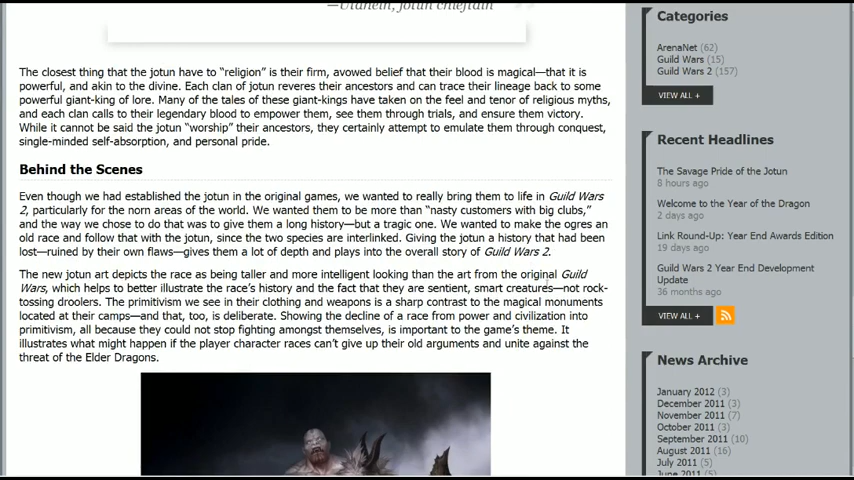 —Utahein, jotun chieftain
The closest thing that the jotun have to “religion” is their firm, avowed belief that their blood is magical—that it is
powerful, and akin to the divine. Each clan of jotun reveres their ancestors and can trace their lineage back to some
powerful giant-king of lore. Many of the tales of these giant-kings have taken on the feel and tenor of religious myths,
and each clan calls to their legendary blood to empower them, see them through trials, and ensure them victory.
While it cannot be said the jotun “worship” their ancestors, they certainly attempt to emulate them through conquest,
single-minded self-absorption, and personal pride.
Behind the Scenes
Even though we had established the jotun in the original games, we wanted to really bring them to life in Guild Wars
2, particularly for the norn areas of the world. We wanted them to be more than “nasty customers with big clubs,”
and the way we chose to do that was to give them a long history—but a tragic one. We wanted to make the ogres an
old race and follow that with the jotun, since the two species are interlinked. Giving the jotun a history that had been
lost—ruined by their own flaws—gives them a lot of depth and plays into the overall story of Guild Wars 2.
The new jotun art depicts the race as being taller and more intelligent looking than the art from the original Guild
Wars, which helps to better illustrate the race’s history and the fact that they are sentient, smart creatures—not rock-
tossing droolers. The primitivism we see in their clothing and weapons is a sharp contrast to the magical monuments
located at their camps—and that, too, is deliberate. Showing the decline of a race from power and civilization into
primitivism, all because they could not stop fighting amongst themselves, is important to the game’s theme. It
illustrates what might happen if the player character races can’t give up their old arguments and unite against the
threat of the Elder Dragons.
Categories
ArenaNet (62)
Guild Wars (15)
Guild Wars 2 (157)
VIEW ALL +
Recent Headlines
The Savage Pride of the Jotun
8 hours ago
Welcome to the Year of the Dragon
2 days ago
Link Round-Up: Year End Awards Edition
19 days ago
Guild Wars 2 Year End Development
Update
36 months ago
VIEW ALL +
News Archive
January 2012 (3)
December 2011 (3)
November 2011 (7)
October 2011 (3)
September 2011 (10)
August 2011 (16)
July 2011 (5)
June 2011 (5)